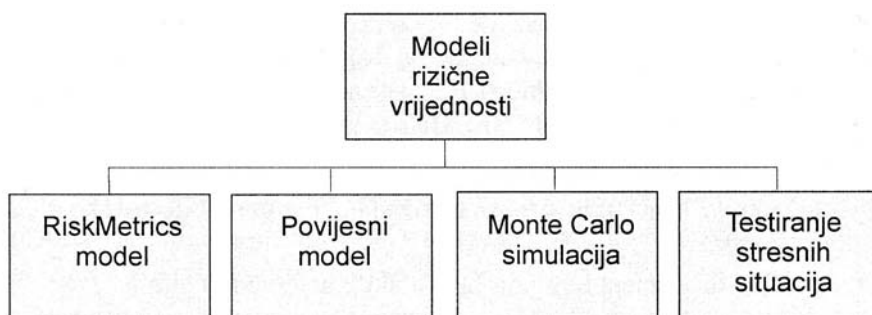 Modeli
rizične
vrijednosti
RiskMetrics
model
Povijesni
model
Monte Carlo
simulacija
Testiranje
stresnih
situacija